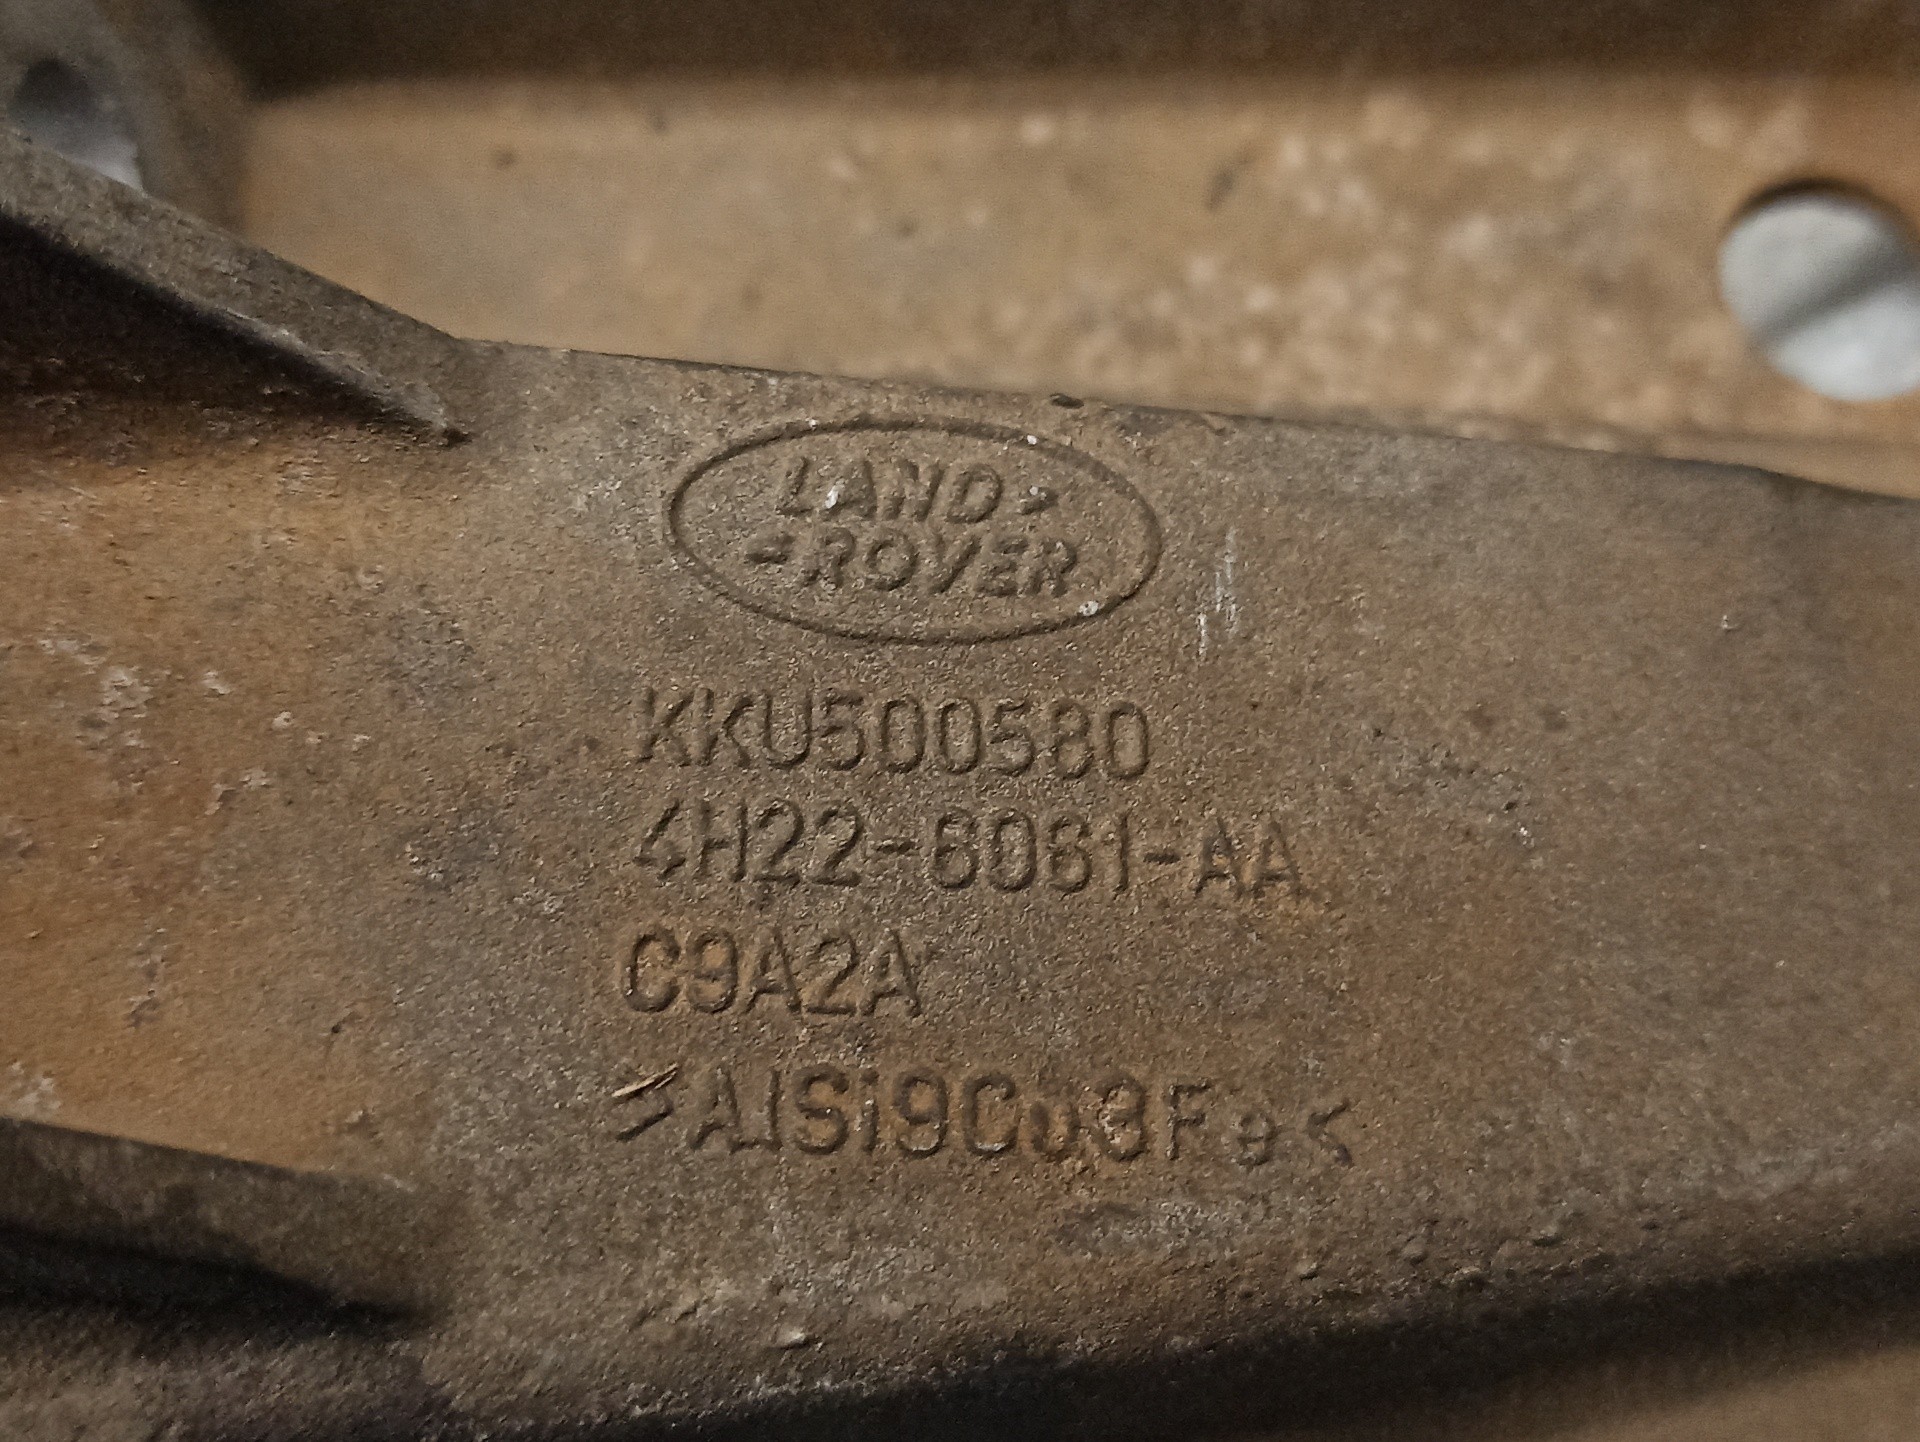 LAND
ROVER
KKU500580
4H22-6061-AA
C9A2A
>AlSi9Cu3Fe<